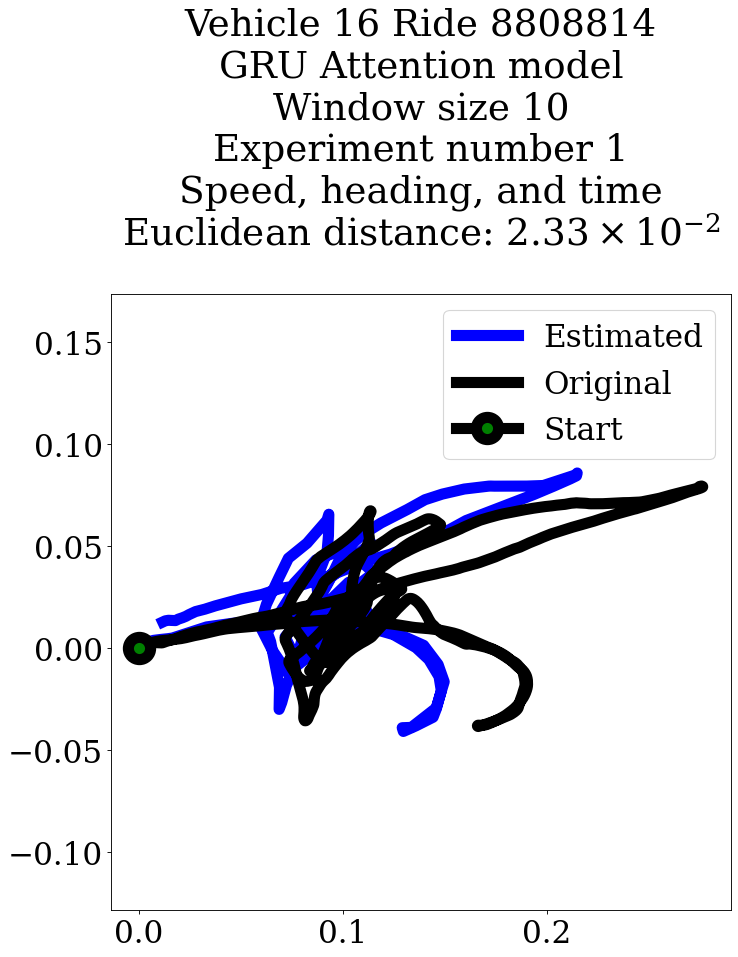 Vehicle 16 Ride 8808814
GRU Attention model
Window size 10
Experiment number 1
Speed, heading, and time
Euclidean distance: 2.33 × 10⁻²
Estimated
Original
Start
0.15
0.10
0.05
0.00
−0.05
−0.10
0.0 0.1 0.2